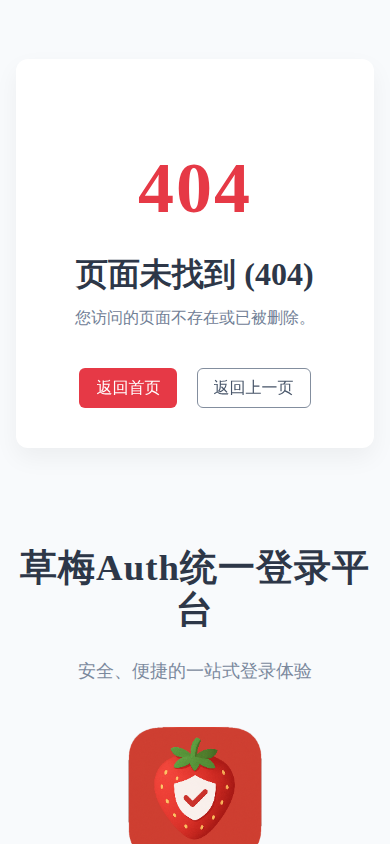 404
页面未找到 (404)
您访问的页面不存在或已被删除。
返回首页
返回上一页
草梅Auth统一登录平
台
安全、便捷的一站式登录体验